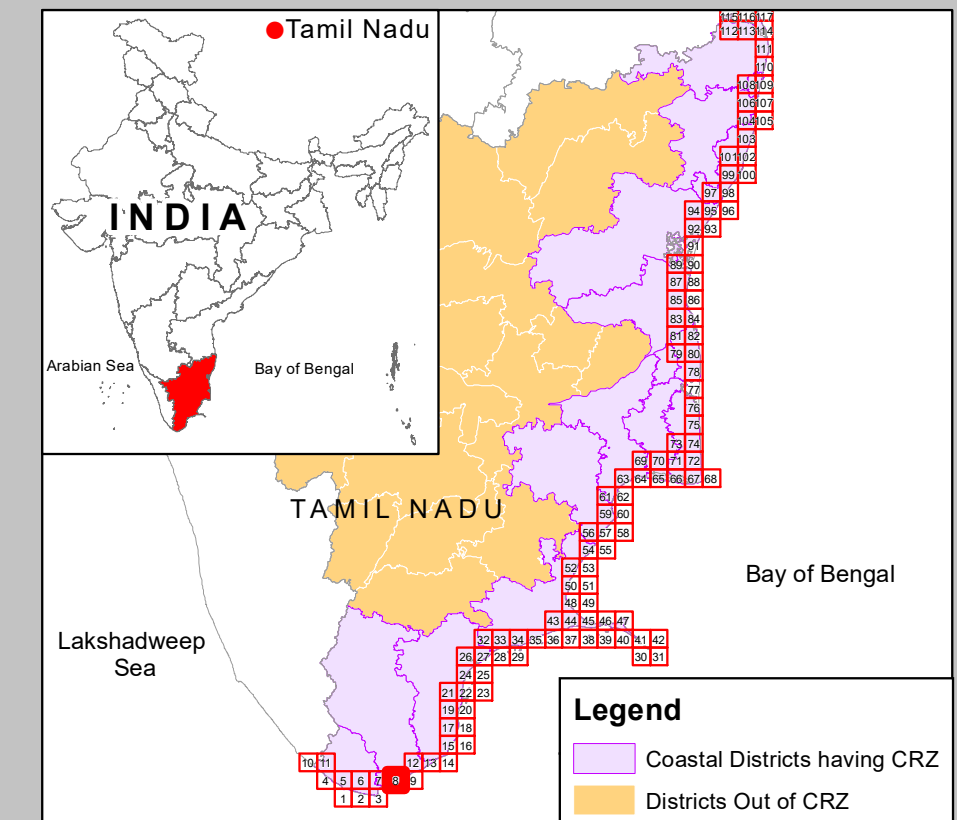 Tamil Nadu
INDIA
Arabian Sea
Bay of Bengal
115 116 117
112 113 114
111
110
108 109
106 107
104 105
103
101 102
99 100
97 98
94 95 96
92 93
91
89 90
87 88
85 86
83 84
81 82
79 80
78
77
76
75
73 74
69 70 71 72
63 64 65 66 67 68
61 62
TAMIL NADU
59 60
56 57 58
54 55
52 53
Bay of Bengal
50 51
48 49
43 44 45 46 47
Lakshadweep
Sea
32 33 34 35 36 37 38 39 40 41 42
26 27 28 29 30 31
24 25
21 22 23
19 20
17 18
15 16
10 11 12 13 14
4 5 6 7 8 9
1 2 3
Legend
Coastal Districts having CRZ
Districts Out of CRZ